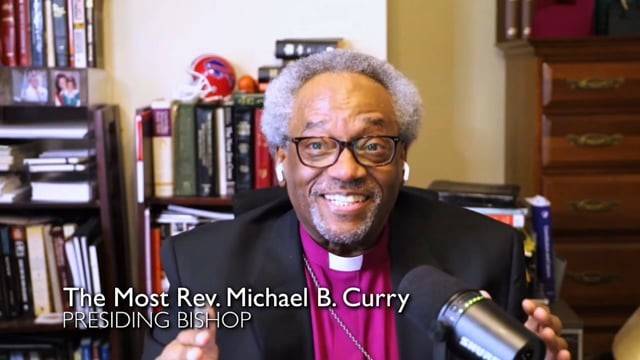 The Most Rev. Michael B. Curry
PRESIDING BISHOP